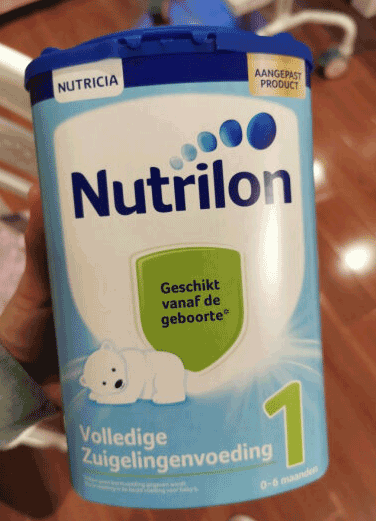 NUTRICIA
AANGEPAST
PRODUCT
Nutrilon
Geschikt
vanaf de
geboorte*
Volledige
Zuigelingenvoeding
1
0-6 maanden